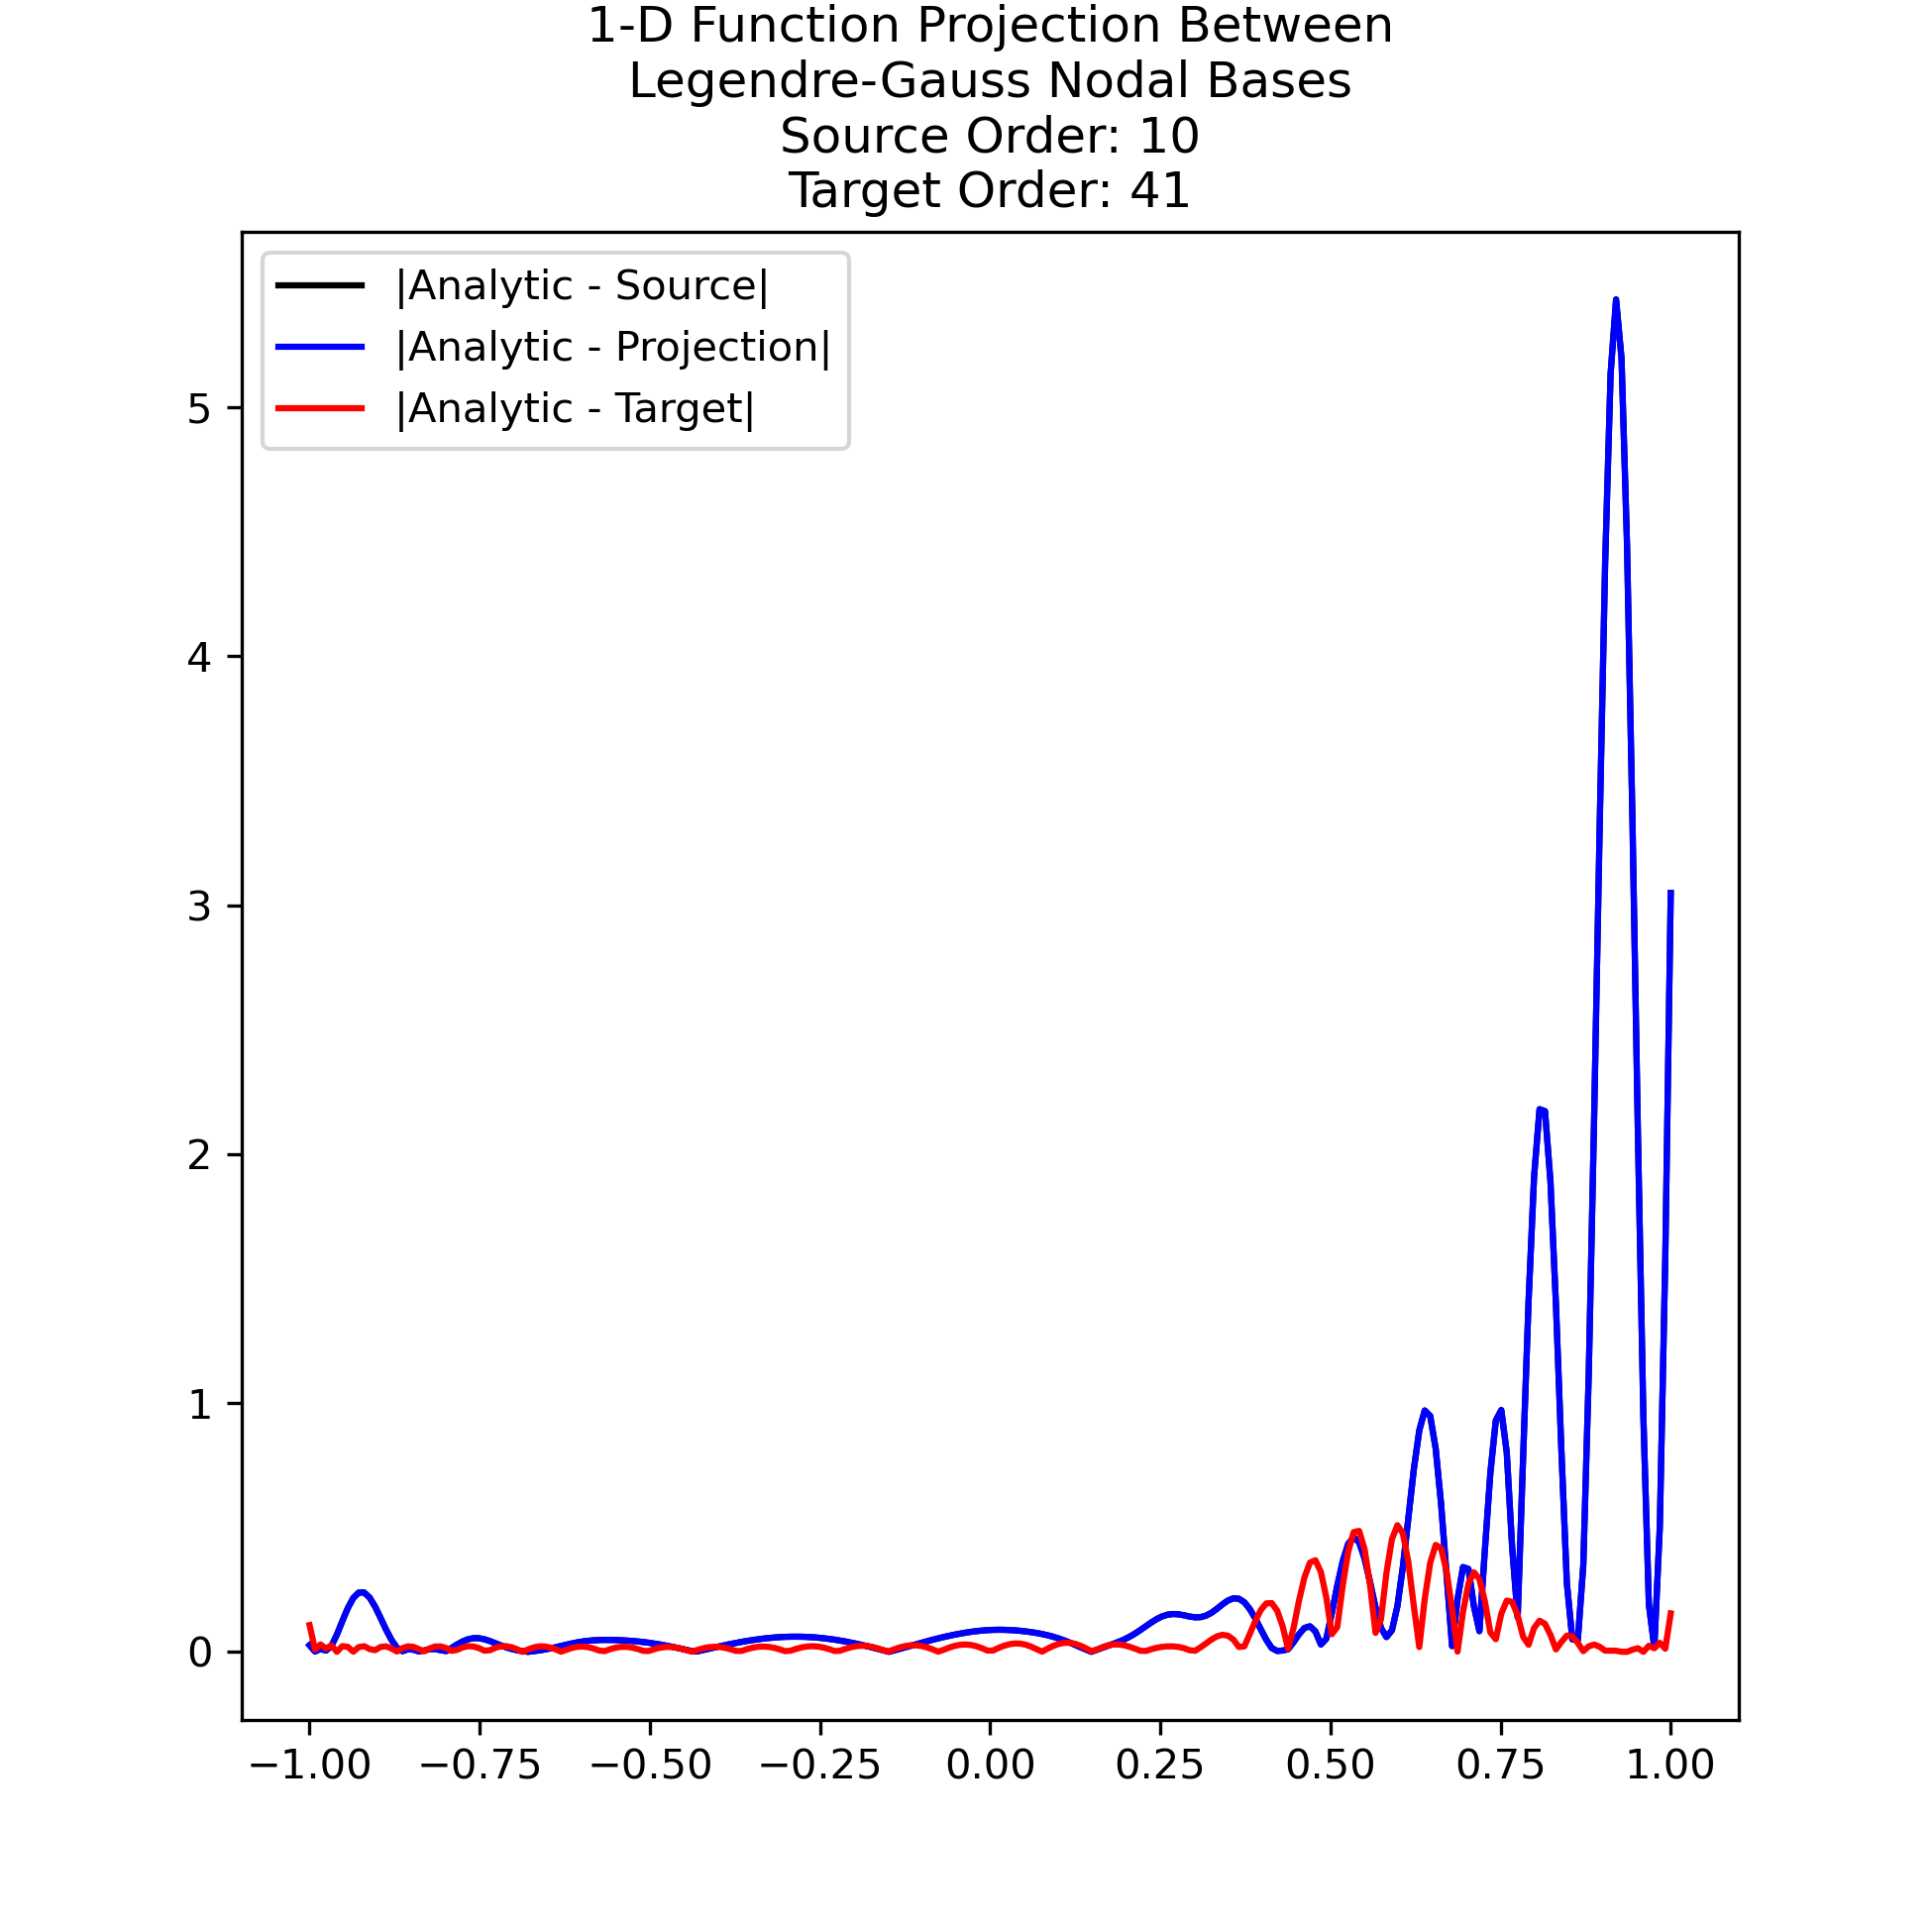 1-D Function Projection Between
Legendre-Gauss Nodal Bases
Source Order: 10
Target Order: 41
|Analytic - Source|
|Analytic - Projection|
|Analytic - Target|
5
4
3
2
1
0
−1.00 −0.75 −0.50 −0.25 0.00 0.25 0.50 0.75 1.00